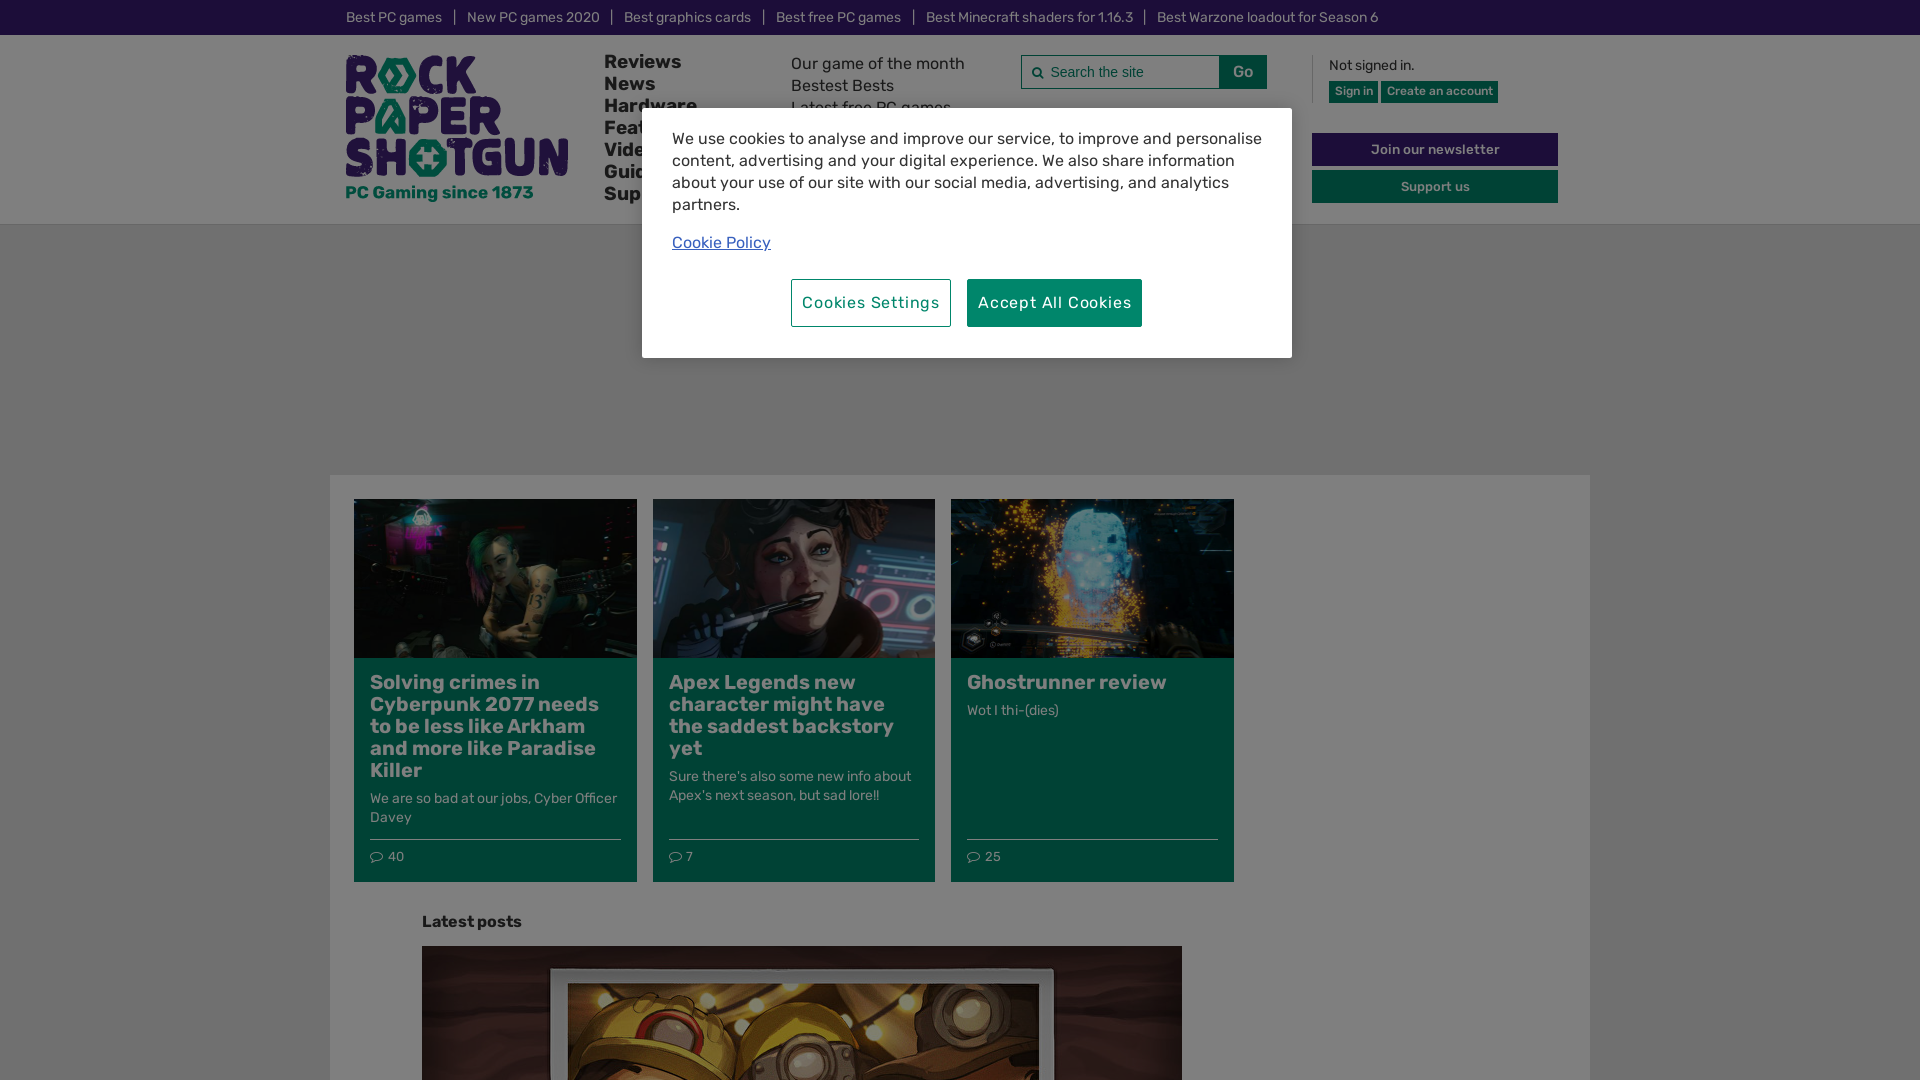 Best PC games | New PC games 2020 | Best graphics cards | Best free PC games | Best Minecraft shaders for 1.16.3 | Best Warzone loadout for Season 6
ROCK
PAPER
SHOTGUN
PC Gaming since 1873
Reviews
News
Hardware
Our game of the month
Bestest Bests
Latest free PC games
Search the site
Go
Not signed in.
Sign in
Create an account
Join our newsletter
Support us
We use cookies to analyse and improve our service, to improve and personalise
content, advertising and your digital experience. We also share information
about your use of our site with our social media, advertising, and analytics
partners.
Cookie Policy
Cookies Settings
Accept All Cookies
Solving crimes in
Cyberpunk 2077 needs
to be less like Arkham
and more like Paradise
Killer
We are so bad at our jobs, Cyber Officer
Davey
40
Apex Legends new
character might have
the saddest backstory
yet
Sure there's also some new info about
Apex's next season, but sad lore!!
7
Ghostrunner review
Wot I thi-(dies)
25
Latest posts